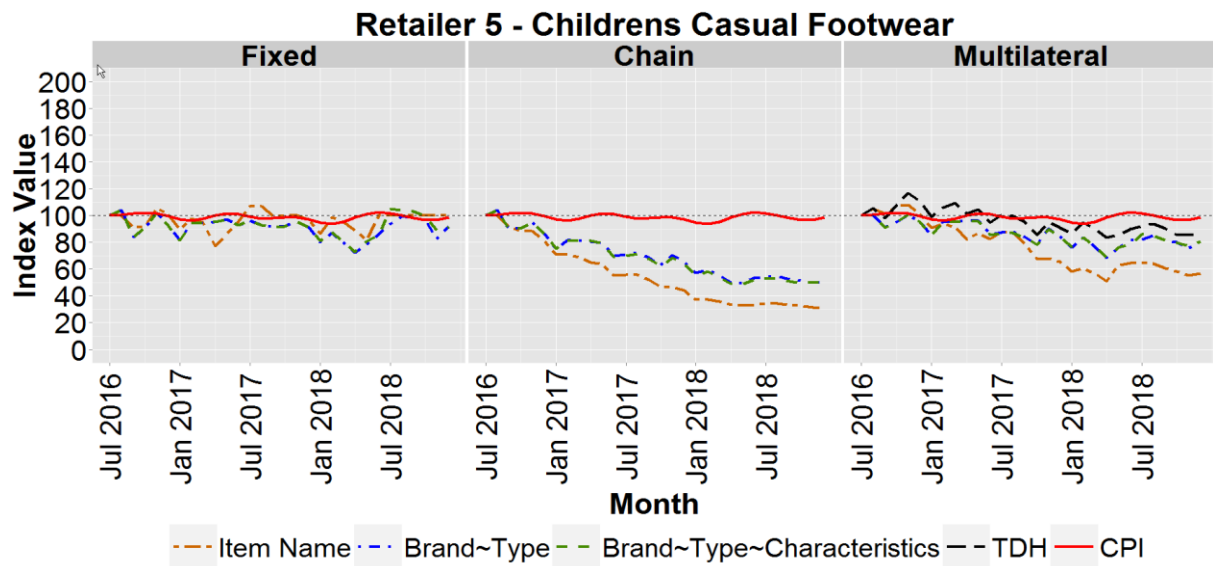 Retailer 5 - Childrens Casual Footwear
Fixed Chain Multilateral
Index Value
200
180
160
140
120
100
80
60
40
20
0
Jul 2016 Jan 2017 Jul 2017 Jan 2018 Jul 2018 Jul 2016 Jan 2017 Jul 2017 Jan 2018 Jul 2018 Jul 2016 Jan 2017 Jul 2017 Jan 2018 Jul 2018
Month
Item Name Brand~Type Brand~Type~Characteristics TDH CPI